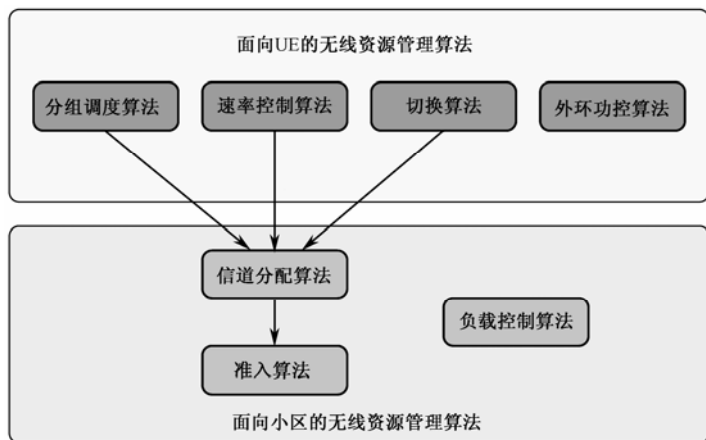 面向UE的无线资源管理算法
分组调度算法
速率控制算法
切换算法
外环功控算法
信道分配算法
负载控制算法
准入算法
面向小区的无线资源管理算法